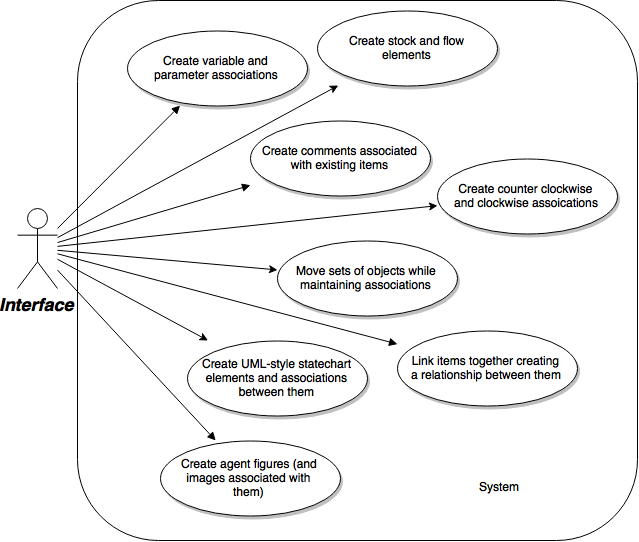 Create variable and
parameter associations
Create stock and flow
elements
Create comments associated
with existing items
Create counter clockwise
and clockwise assoications
Interface
Move sets of objects while
maintaining associations
Create UML-style statechart
elements and associations
between them
Link items together creating
a relationship between them
Create agent figures (and
images associated with
them)
System